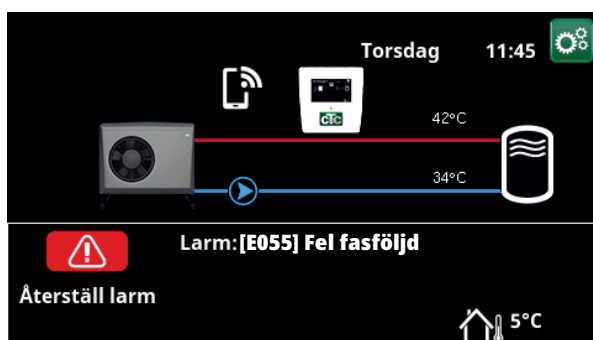 Torsdag 11:45
CTC
42°C
34°C
Larm:[E055] Fel fasföljd
Återställ larm
5°C